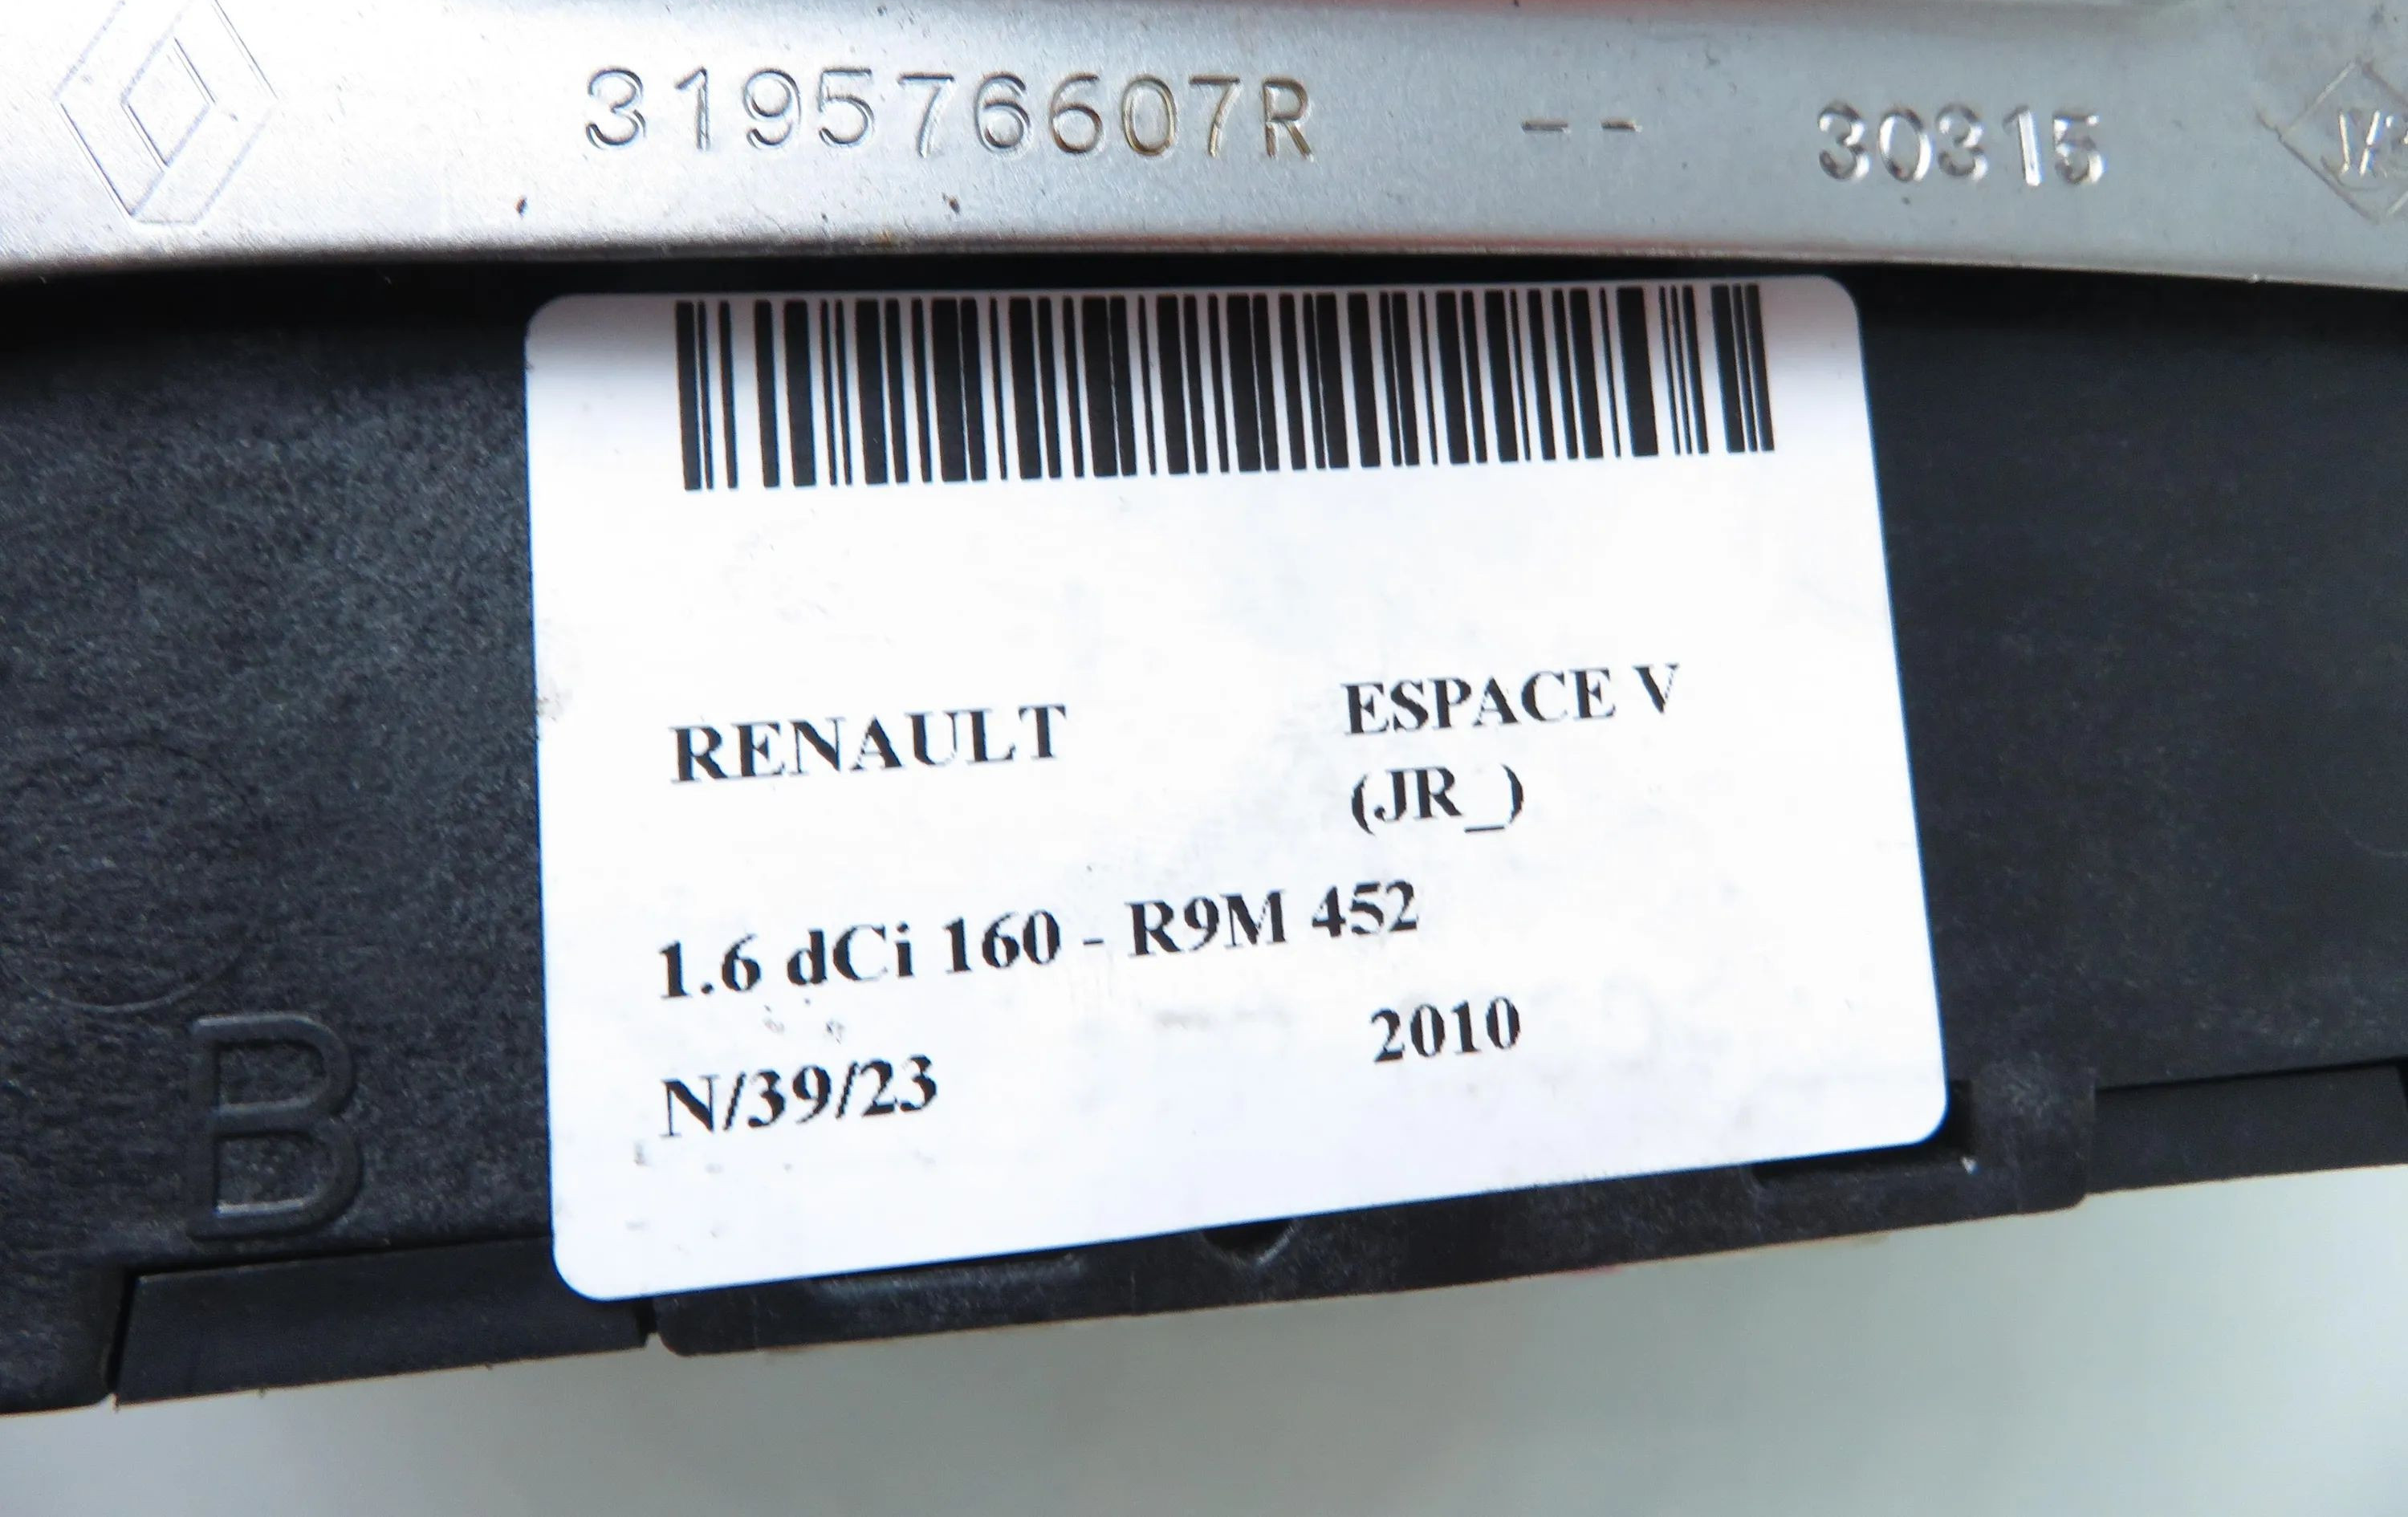 319576607R -- 30315
RENAULT ESPACE V
(JR_)
1.6 dCi 160 - R9M 452
N/39/23 2010
B